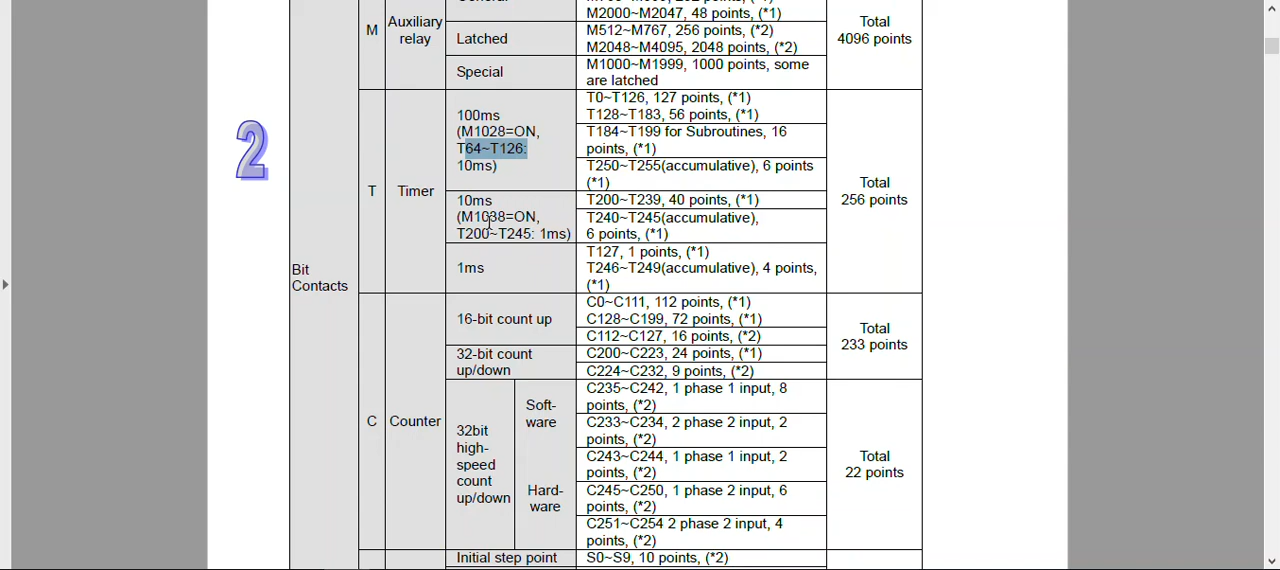 General
M2000~M2047, 48 points, (*1)
M
Auxiliary
relay
Latched
M512~M767, 256 points, (*2)
M2048~M4095, 2048 points, (*2)
Total
4096 points
Special
M1000~M1999, 1000 points, some
are latched
2
Bit
Contacts
T
Timer
100ms
(M1028=ON,
T64~T126:
10ms)
T0~T126, 127 points, (*1)
T128~T183, 56 points, (*1)
T184~T199 for Subroutines, 16
points, (*1)
T250~T255(accumulative), 6 points
(*1)
10ms
(M1038=ON,
T200~T245: 1ms)
T200~T239, 40 points, (*1)
T240~T245(accumulative),
6 points, (*1)
1ms
T127, 1 points, (*1)
T246~T249(accumulative), 4 points,
(*1)
Total
256 points
C
Counter
16-bit count up
C0~C111, 112 points, (*1)
C128~C199, 72 points, (*1)
C112~C127, 16 points, (*2)
32-bit count
up/down
C200~C223, 24 points, (*1)
C224~C232, 9 points, (*2)
Total
233 points
32bit
high-
speed
count
up/down
Soft-
ware
C235~C242, 1 phase 1 input, 8
points, (*2)
C233~C234, 2 phase 2 input, 2
points, (*2)
Hard-
ware
C243~C244, 1 phase 1 input, 2
points, (*2)
C245~C250, 1 phase 2 input, 6
points, (*2)
C251~C254 2 phase 2 input, 4
points, (*2)
Total
22 points
Initial step point
S0~S9, 10 points, (*2)